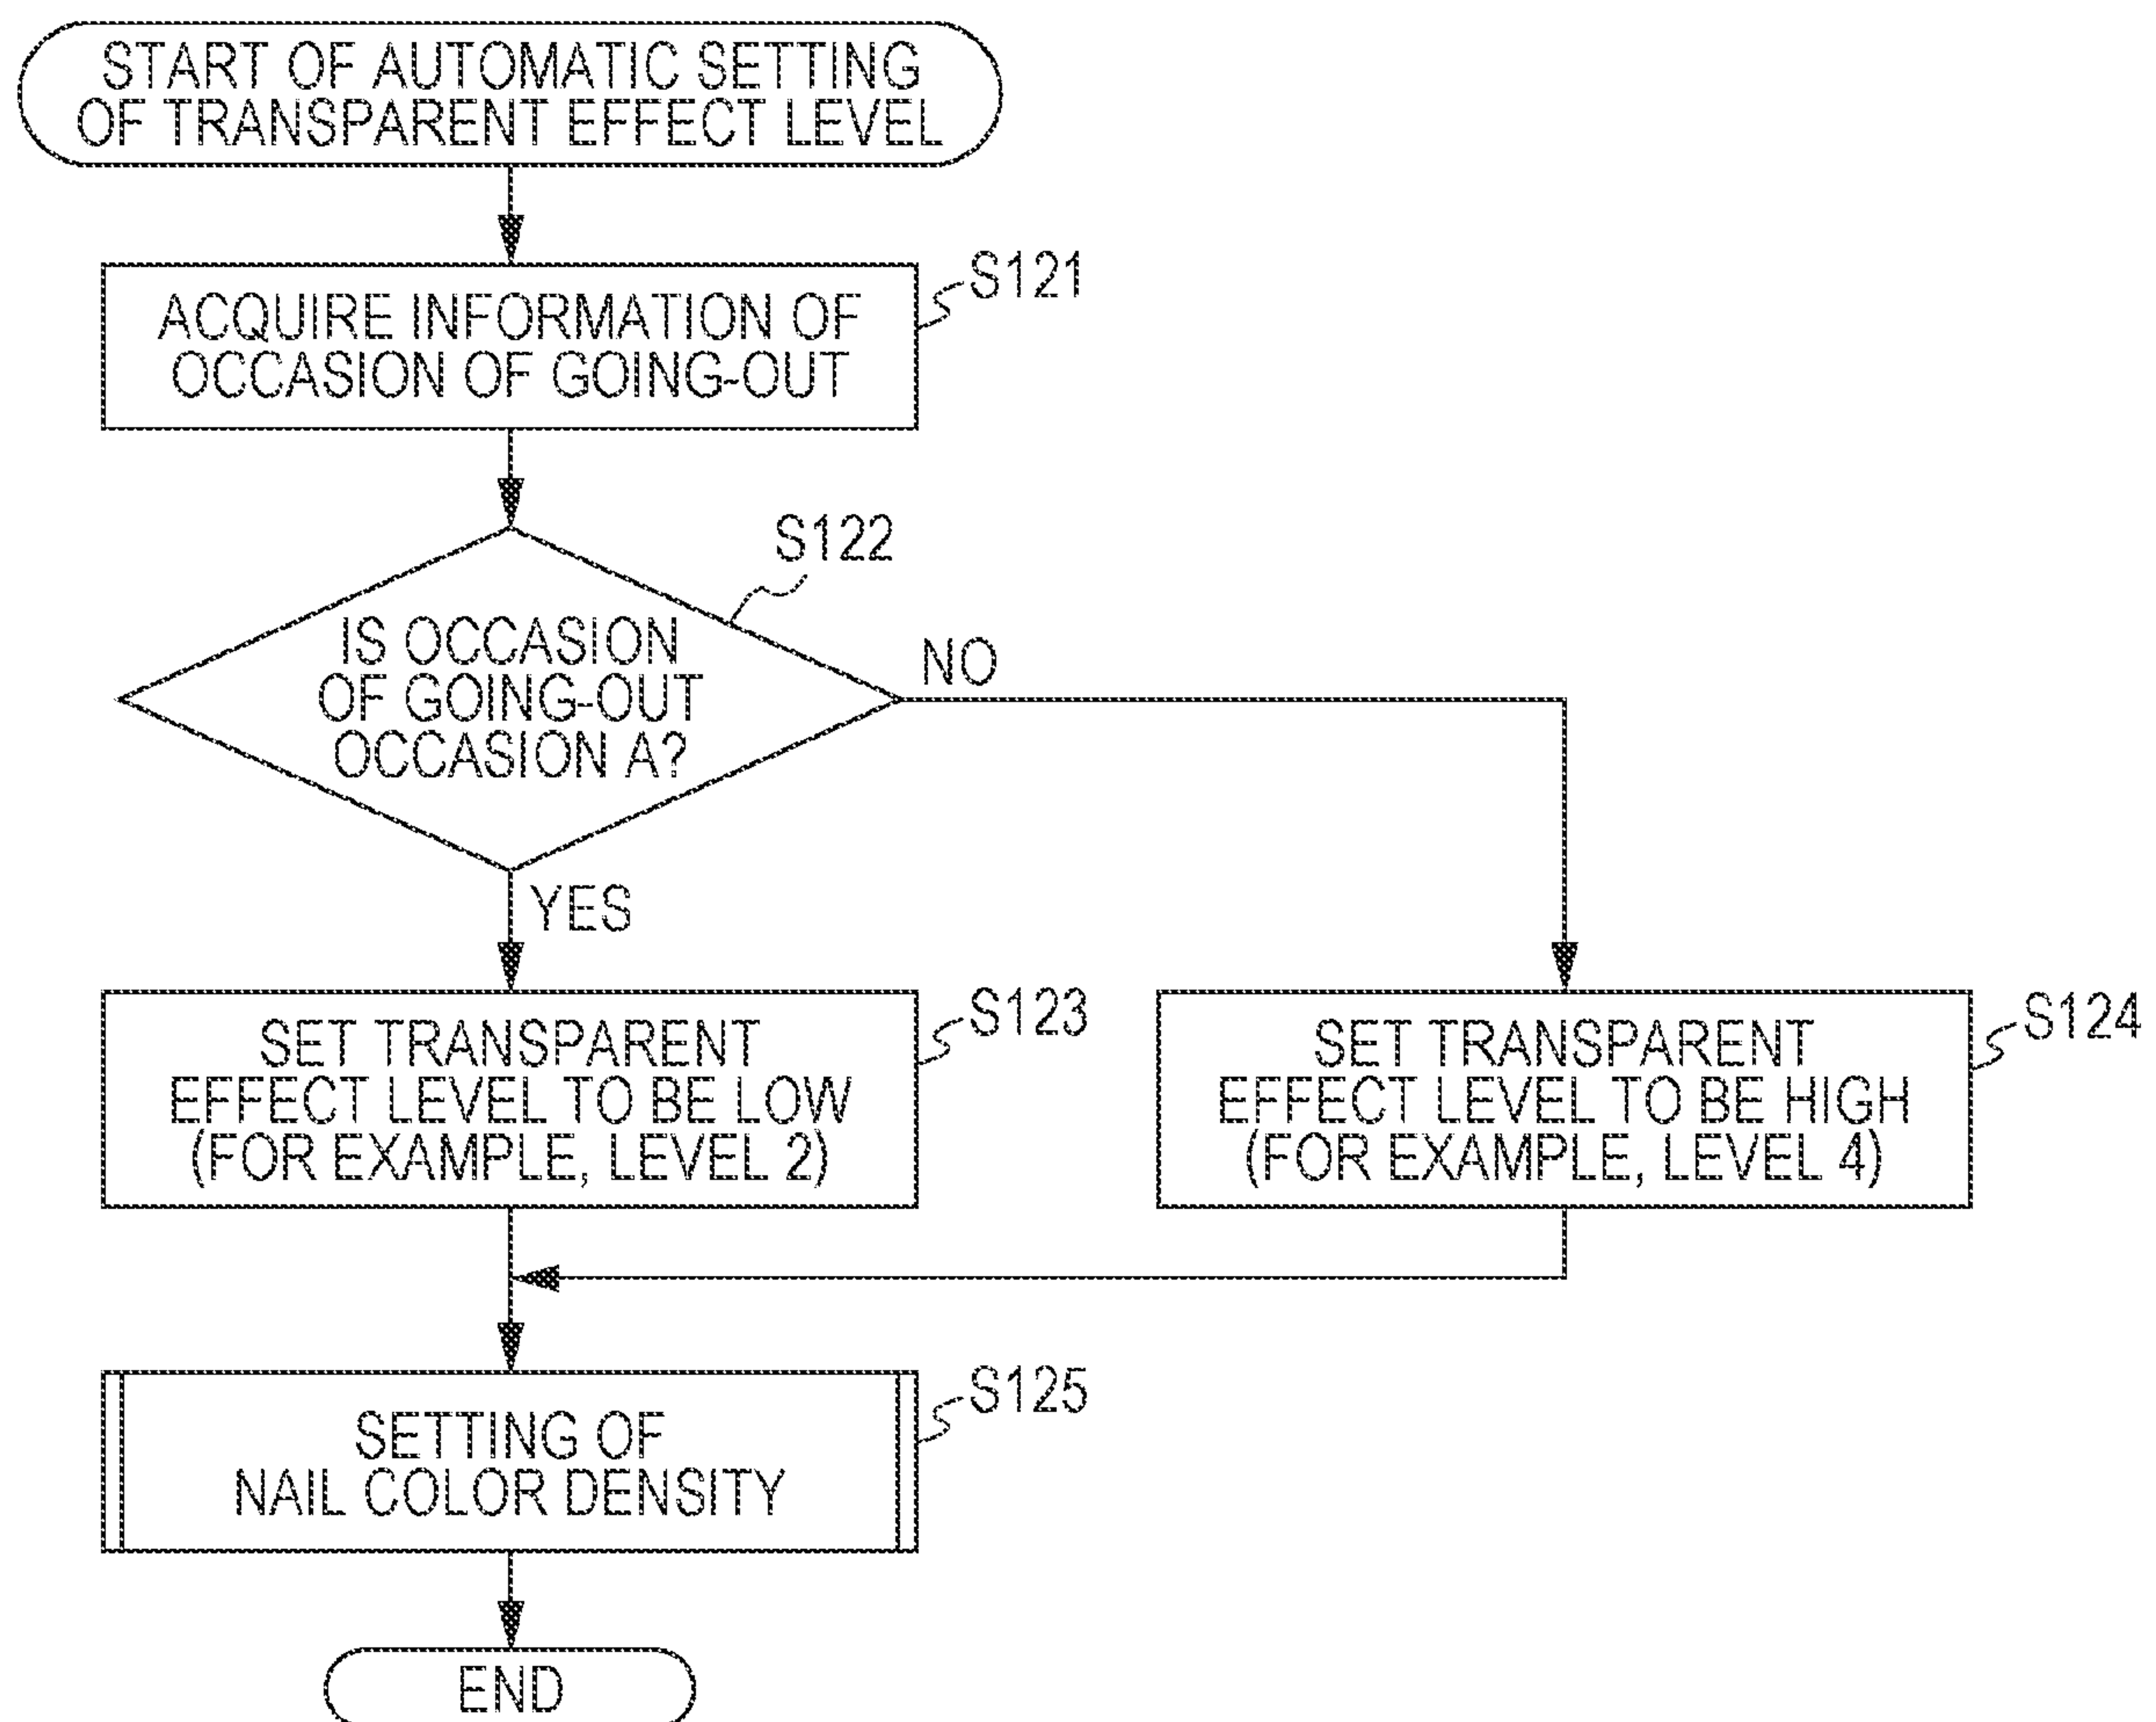 START OF AUTOMATIC SETTING
OF TRANSPARENT EFFECT LEVEL
S121
ACQUIRE INFORMATION OF
OCCASION OF GOING-OUT
S122
IS OCCASION
OF GOING-OUT
OCCASION A?
NO
YES
S123
SET TRANSPARENT
EFFECT LEVEL TO BE LOW
(FOR EXAMPLE, LEVEL 2)
S124
SET TRANSPARENT
EFFECT LEVEL TO BE HIGH
(FOR EXAMPLE, LEVEL 4)
S125
SETTING OF
NAIL COLOR DENSITY
END